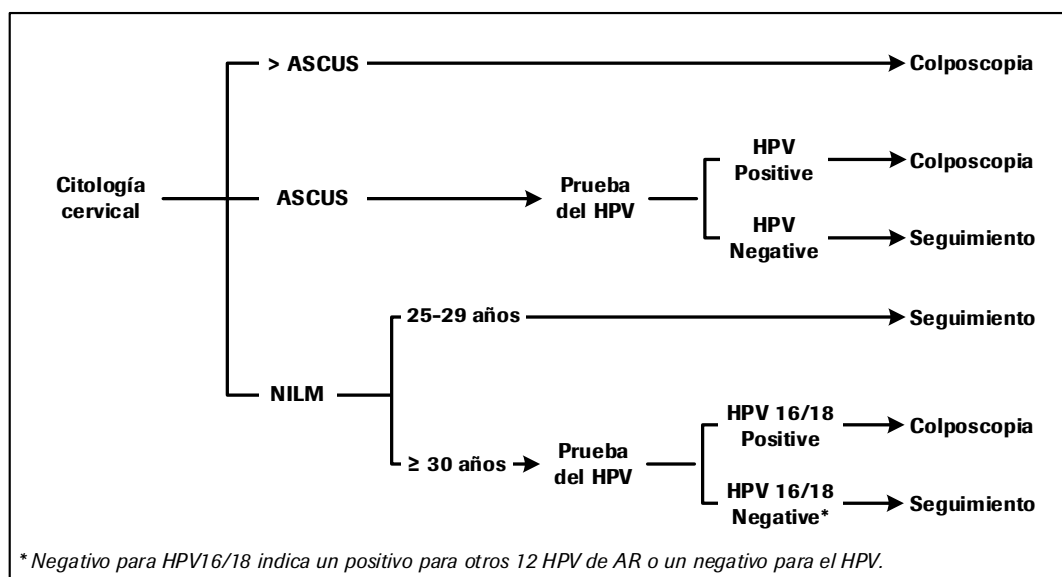 > ASCUS
Colposcopia
Citología
cervical
ASCUS
Prueba
del HPV
HPV
Positive
Colposcopia
HPV
Negative
Seguimiento
NILM
25-29 años
Seguimiento
≥ 30 años
Prueba
del HPV
HPV 16/18
Positive
Colposcopia
HPV 16/18
Negative*
Seguimiento
* Negativo para HPV16/18 indica un positivo para otros 12 HPV de AR o un negativo para el HPV.